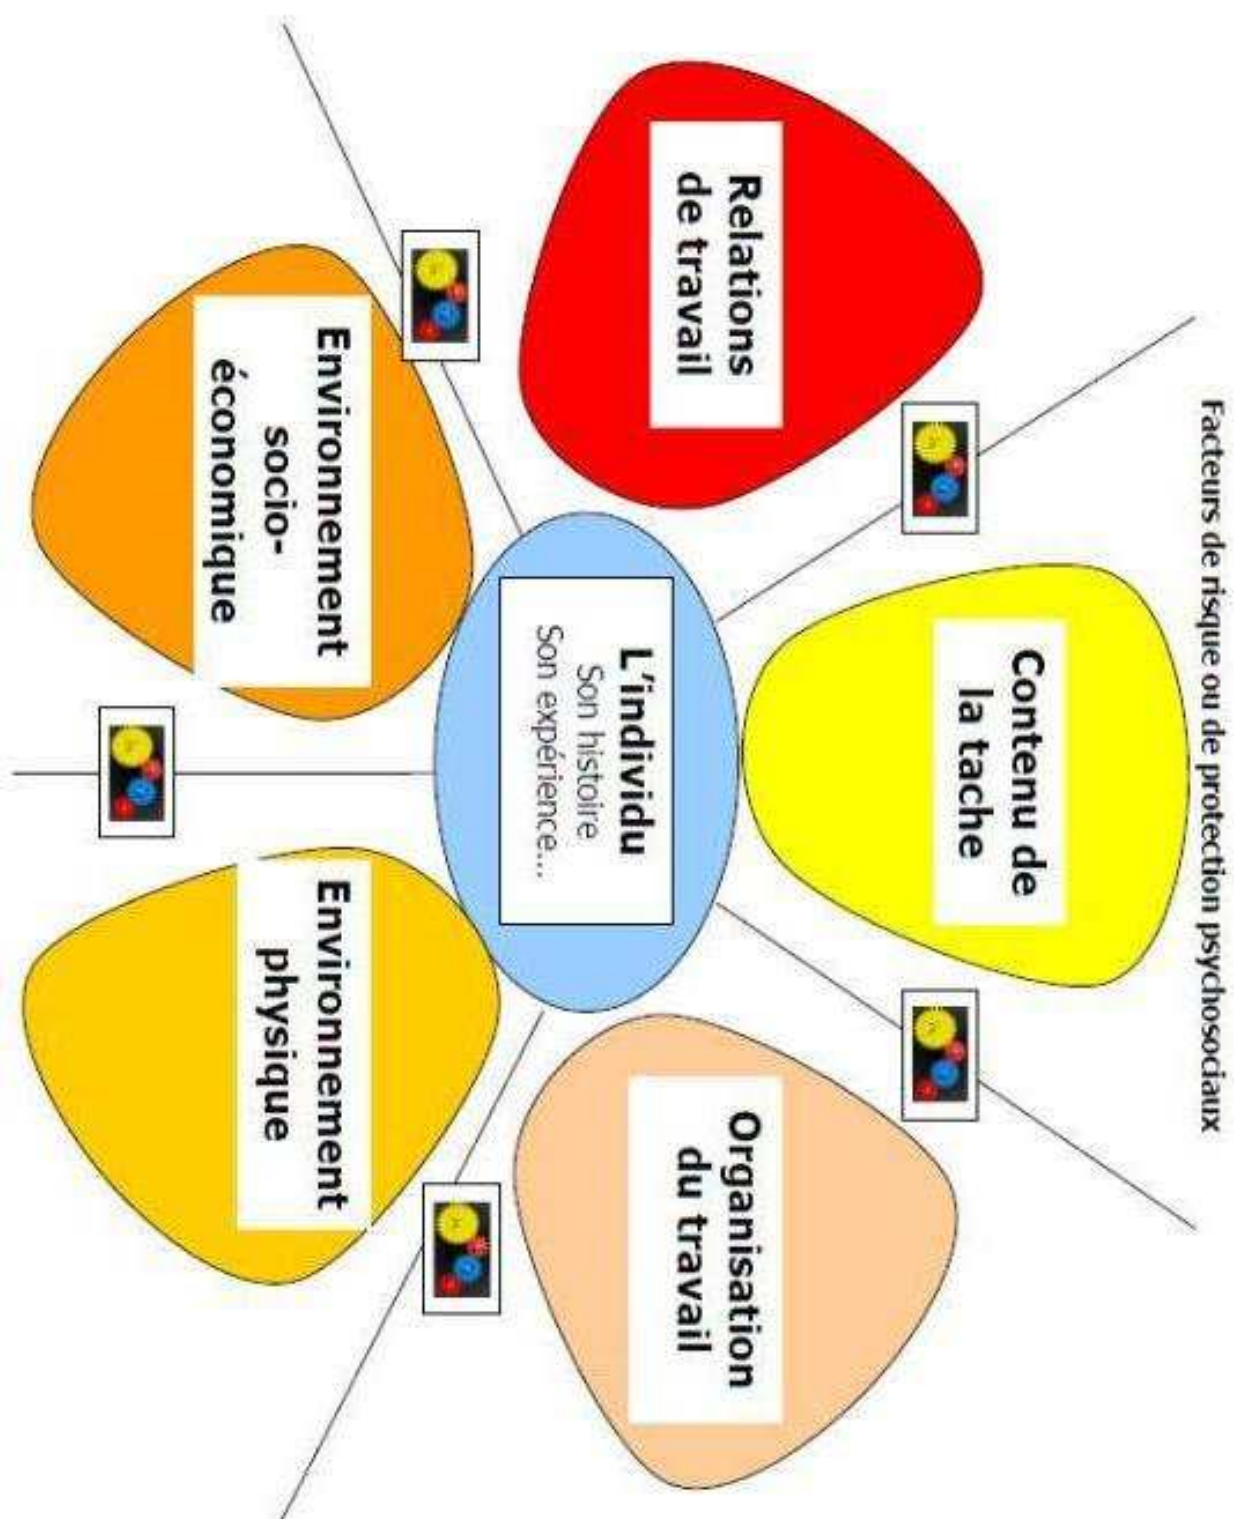 Facteurs de risque ou de protection psychosociaux
Contenu de
la tache
Relations
de travail
Organisation
du travail
L'individu
Son histoire
Son expérience...
Environnement
socio-
économique
Environnement
physique